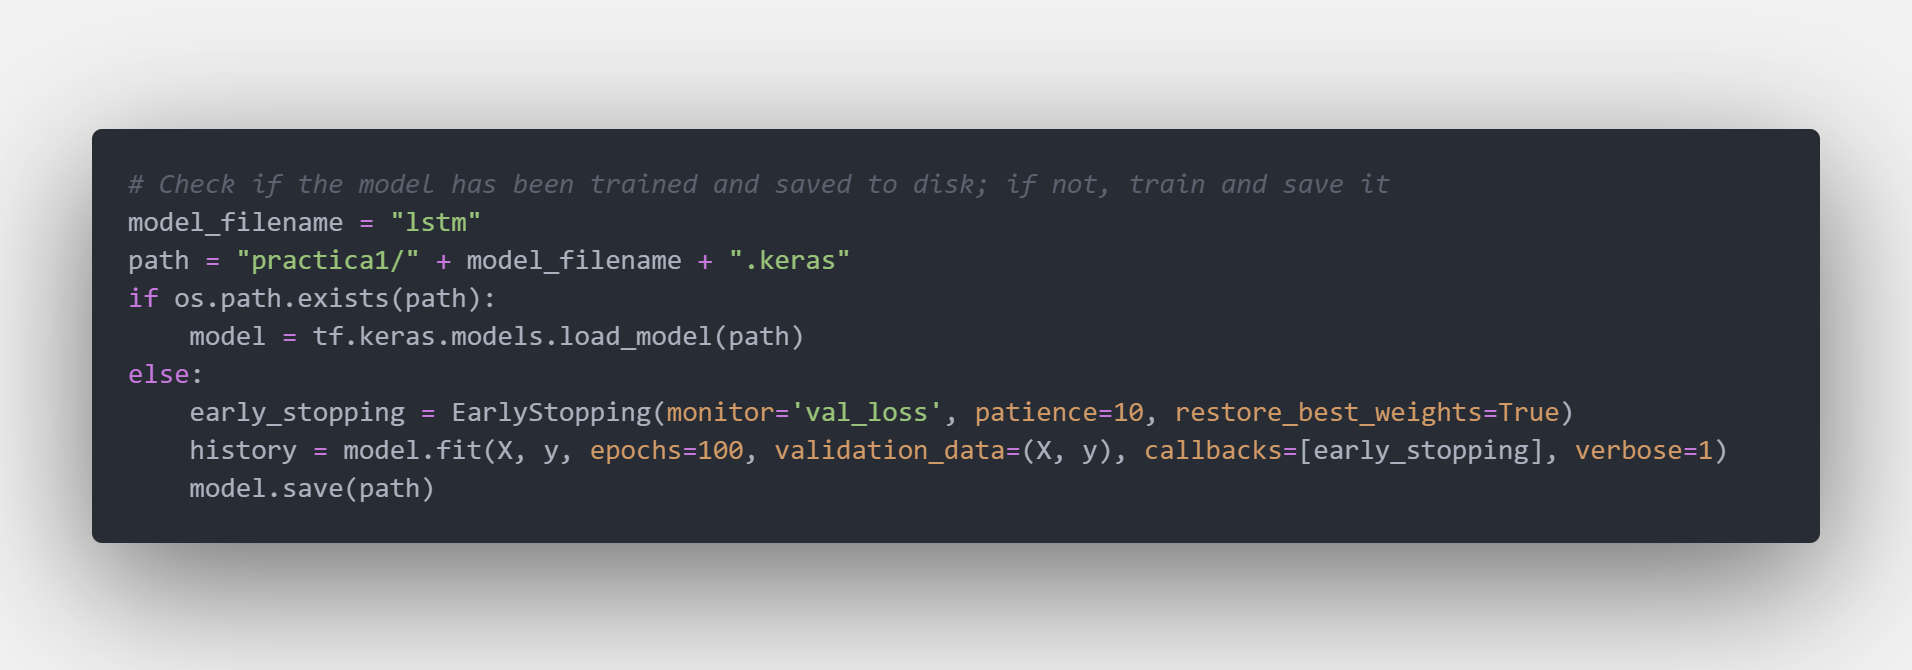 # Check if the model has been trained and saved to disk; if not, train and save it
model_filename = "lstm"
path = "practica1/" + model_filename + ".keras"
if os.path.exists(path):
    model = tf.keras.models.load_model(path)
else:
    early_stopping = EarlyStopping(monitor='val_loss', patience=10, restore_best_weights=True)
    history = model.fit(X, y, epochs=100, validation_data=(X, y), callbacks=[early_stopping], verbose=1)
    model.save(path)